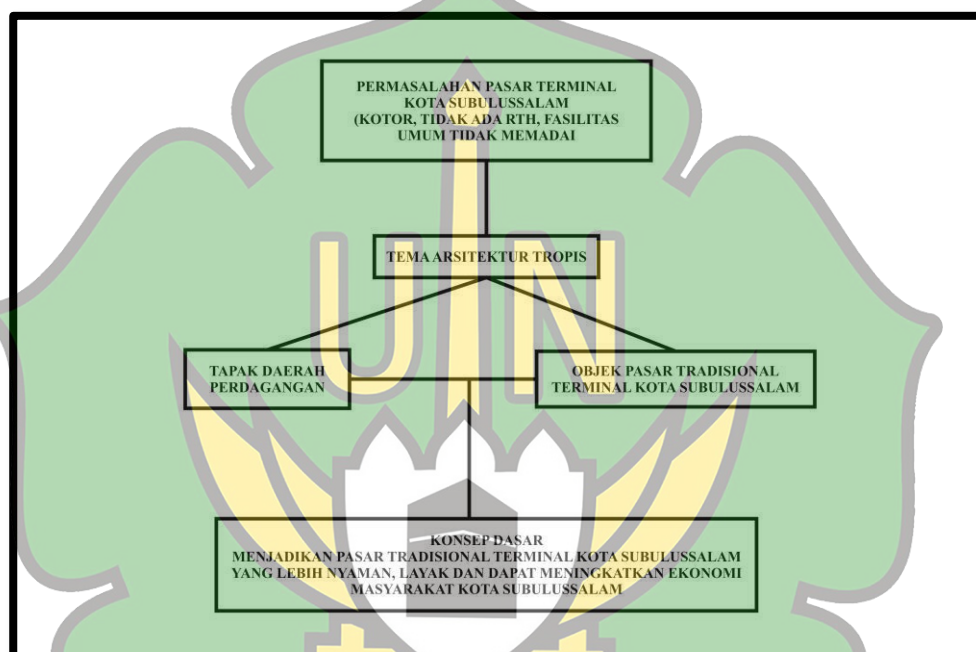 PERMASALAHAN PASAR TERMINAL
KOTA SUBULUSSALAM
(KOTOR, TIDAK ADA RTH, FASILITAS
UMUM TIDAK MEMADAI
TEMA ARSITEKTUR TROPIS
TAPAK DAERAH
PERDAGANGAN
OBJEK PASAR TRADISIONAL
TERMINAL KOTA SUBULUSSALAM
KONSEP DASAR
MENJADIKAN PASAR TRADISIONAL TERMINAL KOTA SUBULUSSALAM
YANG LEBIH NYAMAN, LAYAK DAN DAPAT MENINGKATKAN EKONOMI
MASYARAKAT KOTA SUBULUSSALAM
UIN